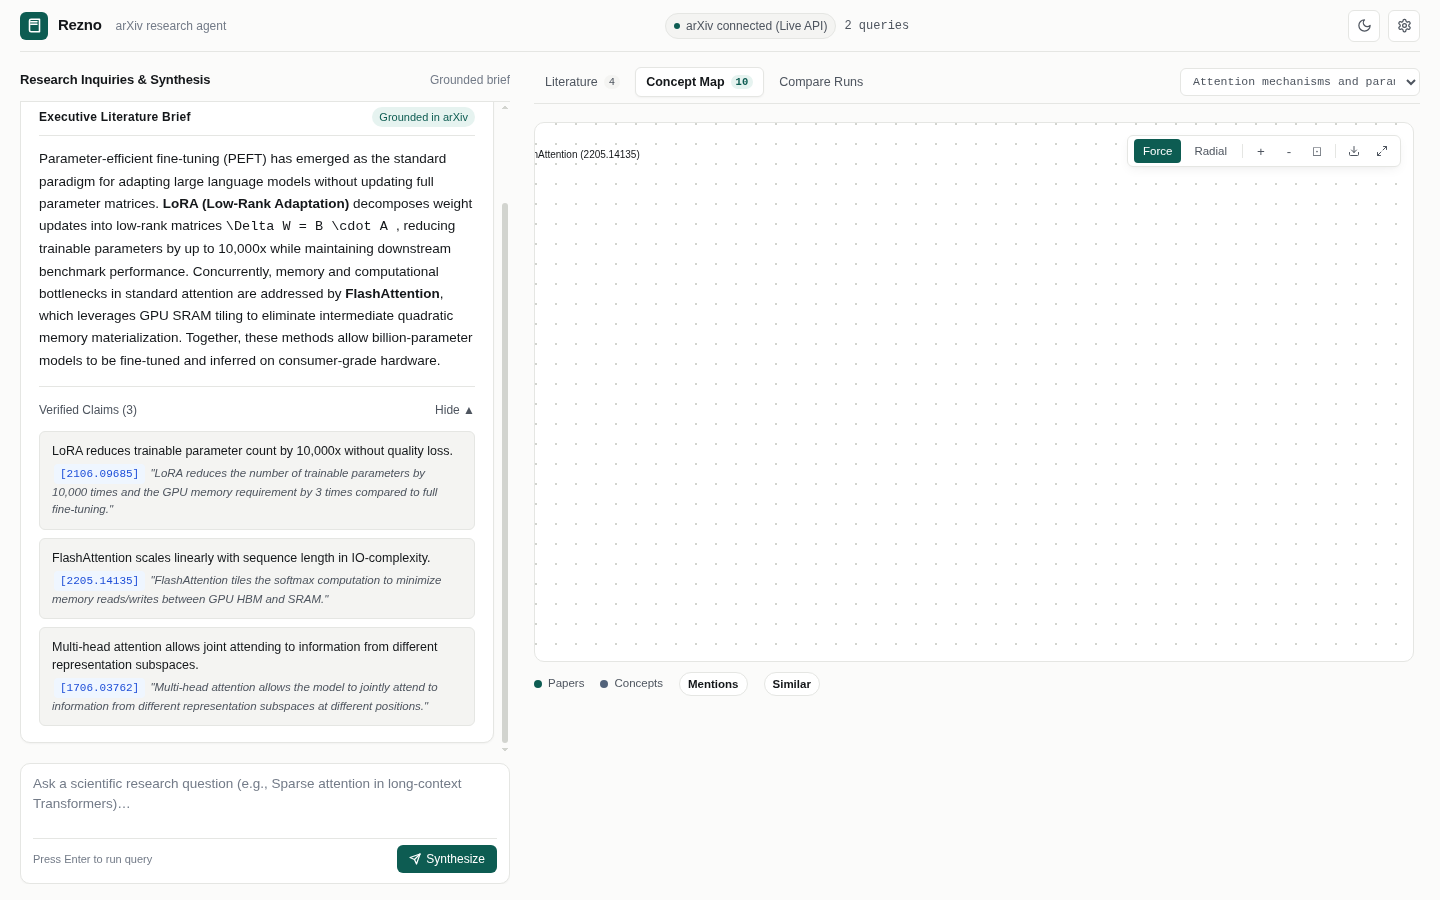 Rezno arXiv research agent
arXiv connected (Live API) 2 queries
Research Inquiries & Synthesis Grounded brief
Executive Literature Brief Grounded in arXiv
Parameter-efficient fine-tuning (PEFT) has emerged as the standard
paradigm for adapting large language models without updating full
parameter matrices. LoRA (Low-Rank Adaptation) decomposes weight
updates into low-rank matrices \Delta W = B \cdot A , reducing
trainable parameters by up to 10,000x while maintaining downstream
benchmark performance. Concurrently, memory and computational
bottlenecks in standard attention are addressed by FlashAttention,
which leverages GPU SRAM tiling to eliminate intermediate quadratic
memory materialization. Together, these methods allow billion-parameter
models to be fine-tuned and inferred on consumer-grade hardware.
Verified Claims (3) Hide ▲
LoRA reduces trainable parameter count by 10,000x without quality loss.
[2106.09685] "LoRA reduces the number of trainable parameters by
10,000 times and the GPU memory requirement by 3 times compared to full
fine-tuning."
FlashAttention scales linearly with sequence length in IO-complexity.
[2205.14135] "FlashAttention tiles the softmax computation to minimize
memory reads/writes between GPU HBM and SRAM."
Multi-head attention allows joint attending to information from different
representation subspaces.
[1706.03762] "Multi-head attention allows the model to jointly attend to
information from different representation subspaces at different positions."
Ask a scientific research question (e.g., Sparse attention in long-context
Transformers)…
Press Enter to run query Synthesize
Literature 4 Concept Map 10 Compare Runs Attention mechanisms and para
hAttention (2205.14135)
Force Radial + -
Papers Concepts Mentions Similar